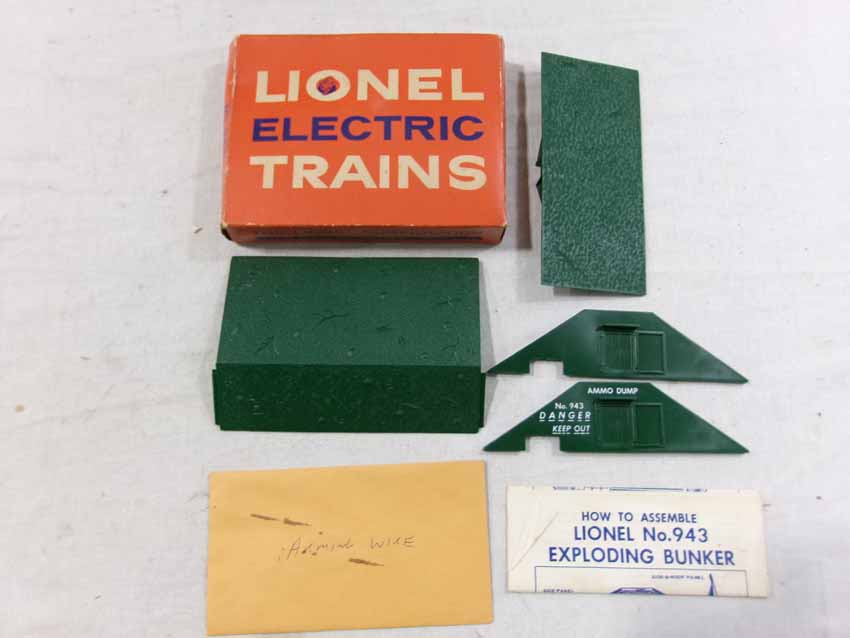 LIONEL
ELECTRIC
TRAINS
AMMO DUMP
No. 943
DANGER
KEEP OUT
ARMING WIRE
HOW TO ASSEMBLE
LIONEL No. 943
EXPLODING BUNKER